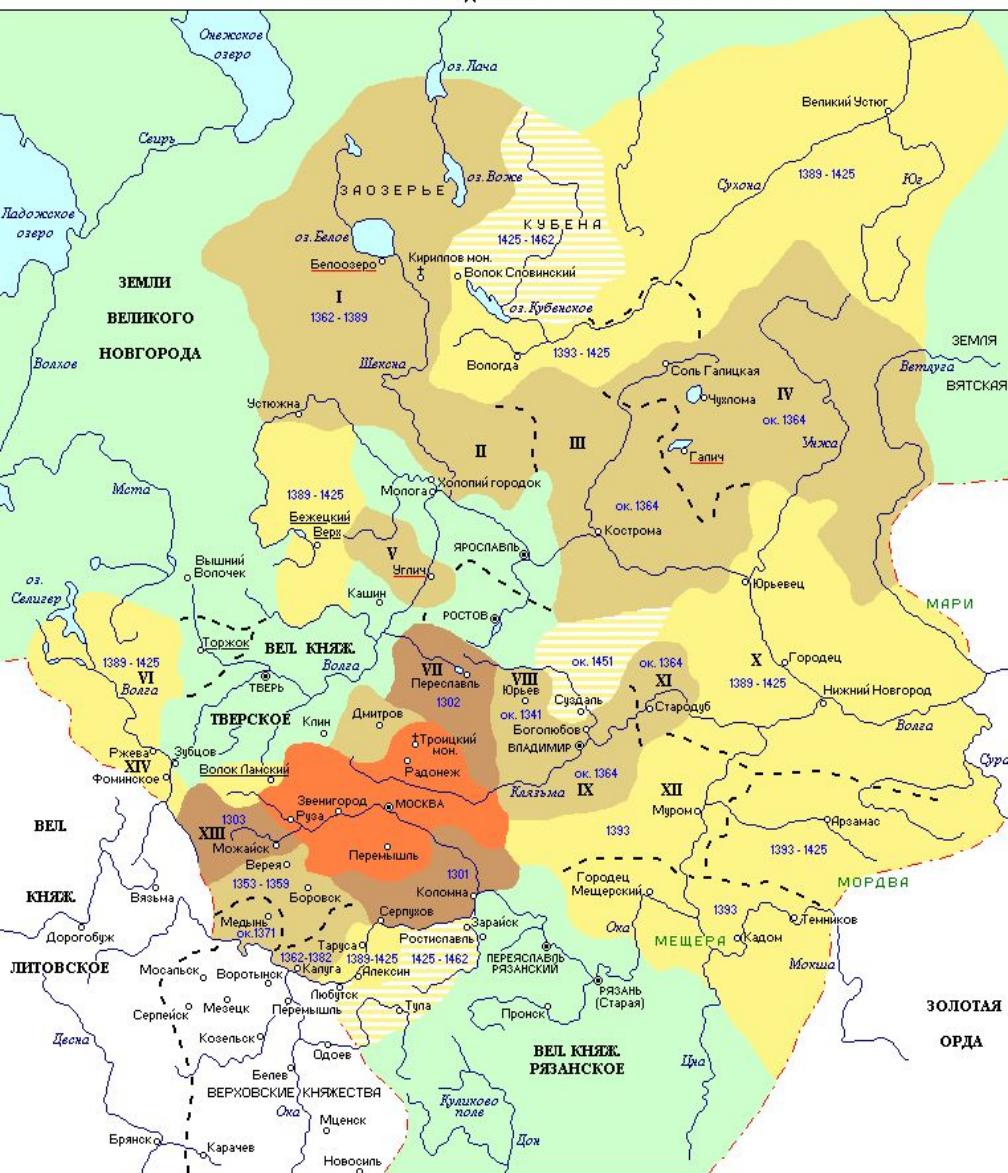 Онежское
озеро
оз.Лача
Великий Устюг
Свирь
1389 - 1425
Сухона
Юг
ЗАОЗЕРЬЕ
оз.Воже
Ладожское
озеро
КУБЕНА
1425 - 1462
оз.Белое
Белоозеро
Кириллов мон.
Волок Словинский
ЗЕМЛИ
ВЕЛИКОГО
НОВГОРОДА
I
1362 - 1389
оз.Кубенское
Волхов
Шексна
Вологда
1393 - 1425
ЗЕМЛЯ
ВЯТСКАЯ
Ветлуга
Соль Галицкая
Чухлома
IV
ок. 1364
Унжа
Устюжна
II
III
Галич
Мста
1389 - 1425
Молога
Холопий городок
ок. 1364
Бежецкий
Верх
V
Углич
Кострома
ЯРОСЛАВЛЬ
Вышний
Волочек
оз.
Селигер
Кашин
Юрьевец
МАРИ
РОСТОВ
Торжок
ВЕЛ. КНЯЖ.
Волга
1389 - 1425
VI
Волга
ТВЕРЬ
ТВЕРСКОЕ
VII
Переславль
1302
VIII
Юрьев
ок. 1341
ок. 1451
Суздаль
ок. 1364
XI
Стародуб
X
1389 - 1425
Городец
Нижний Новгород
Волга
Клин
Дмитров
Боголюбов
ВЛАДИМИР
Троицкий
мон.
Радонеж
Ржева
Зубцов
XIV
Фоминское
Волок Ламский
ок. 1364
IX
Клязьма
Сура
XII
Муром
Звенигород
Руза
МОСКВА
1303
XIII
Можайск
Перемышль
1393
Арзамас
1393 - 1425
ВЕЛ.
КНЯЖ.
ЛИТОВСКОЕ
Верея
1353 - 1359
Боровск
1301
Коломна
Городец
Мещерский
МОРДВА
Вязьма
Дорогобуж
Медынь
ок.1371
Серпухов
Зарайск
Ростиславль
1393
Темников
Кадом
Ока
МЕЩЕРА
Мокша
Таруса
1362-1382
Калуга
1389-1425
1425 - 1462
Алексин
ПЕРЕЯСЛАВЛЬ
РЯЗАНСКИЙ
РЯЗАНЬ
(Старая)
Мосальск
Воротынск
Любутск
Тула
Серпейск
Мезецк
Перемышль
Пронск
ЗОЛОТАЯ
ОРДА
Десна
Козельск
Одоев
ВЕЛ. КНЯЖ.
РЯЗАНСКОЕ
Цна
Белев
ВЕРХОВСКИЕ КНЯЖЕСТВА
Ока
Мценск
Куликово
поле
Дон
Брянск
Карачев
Новосиль